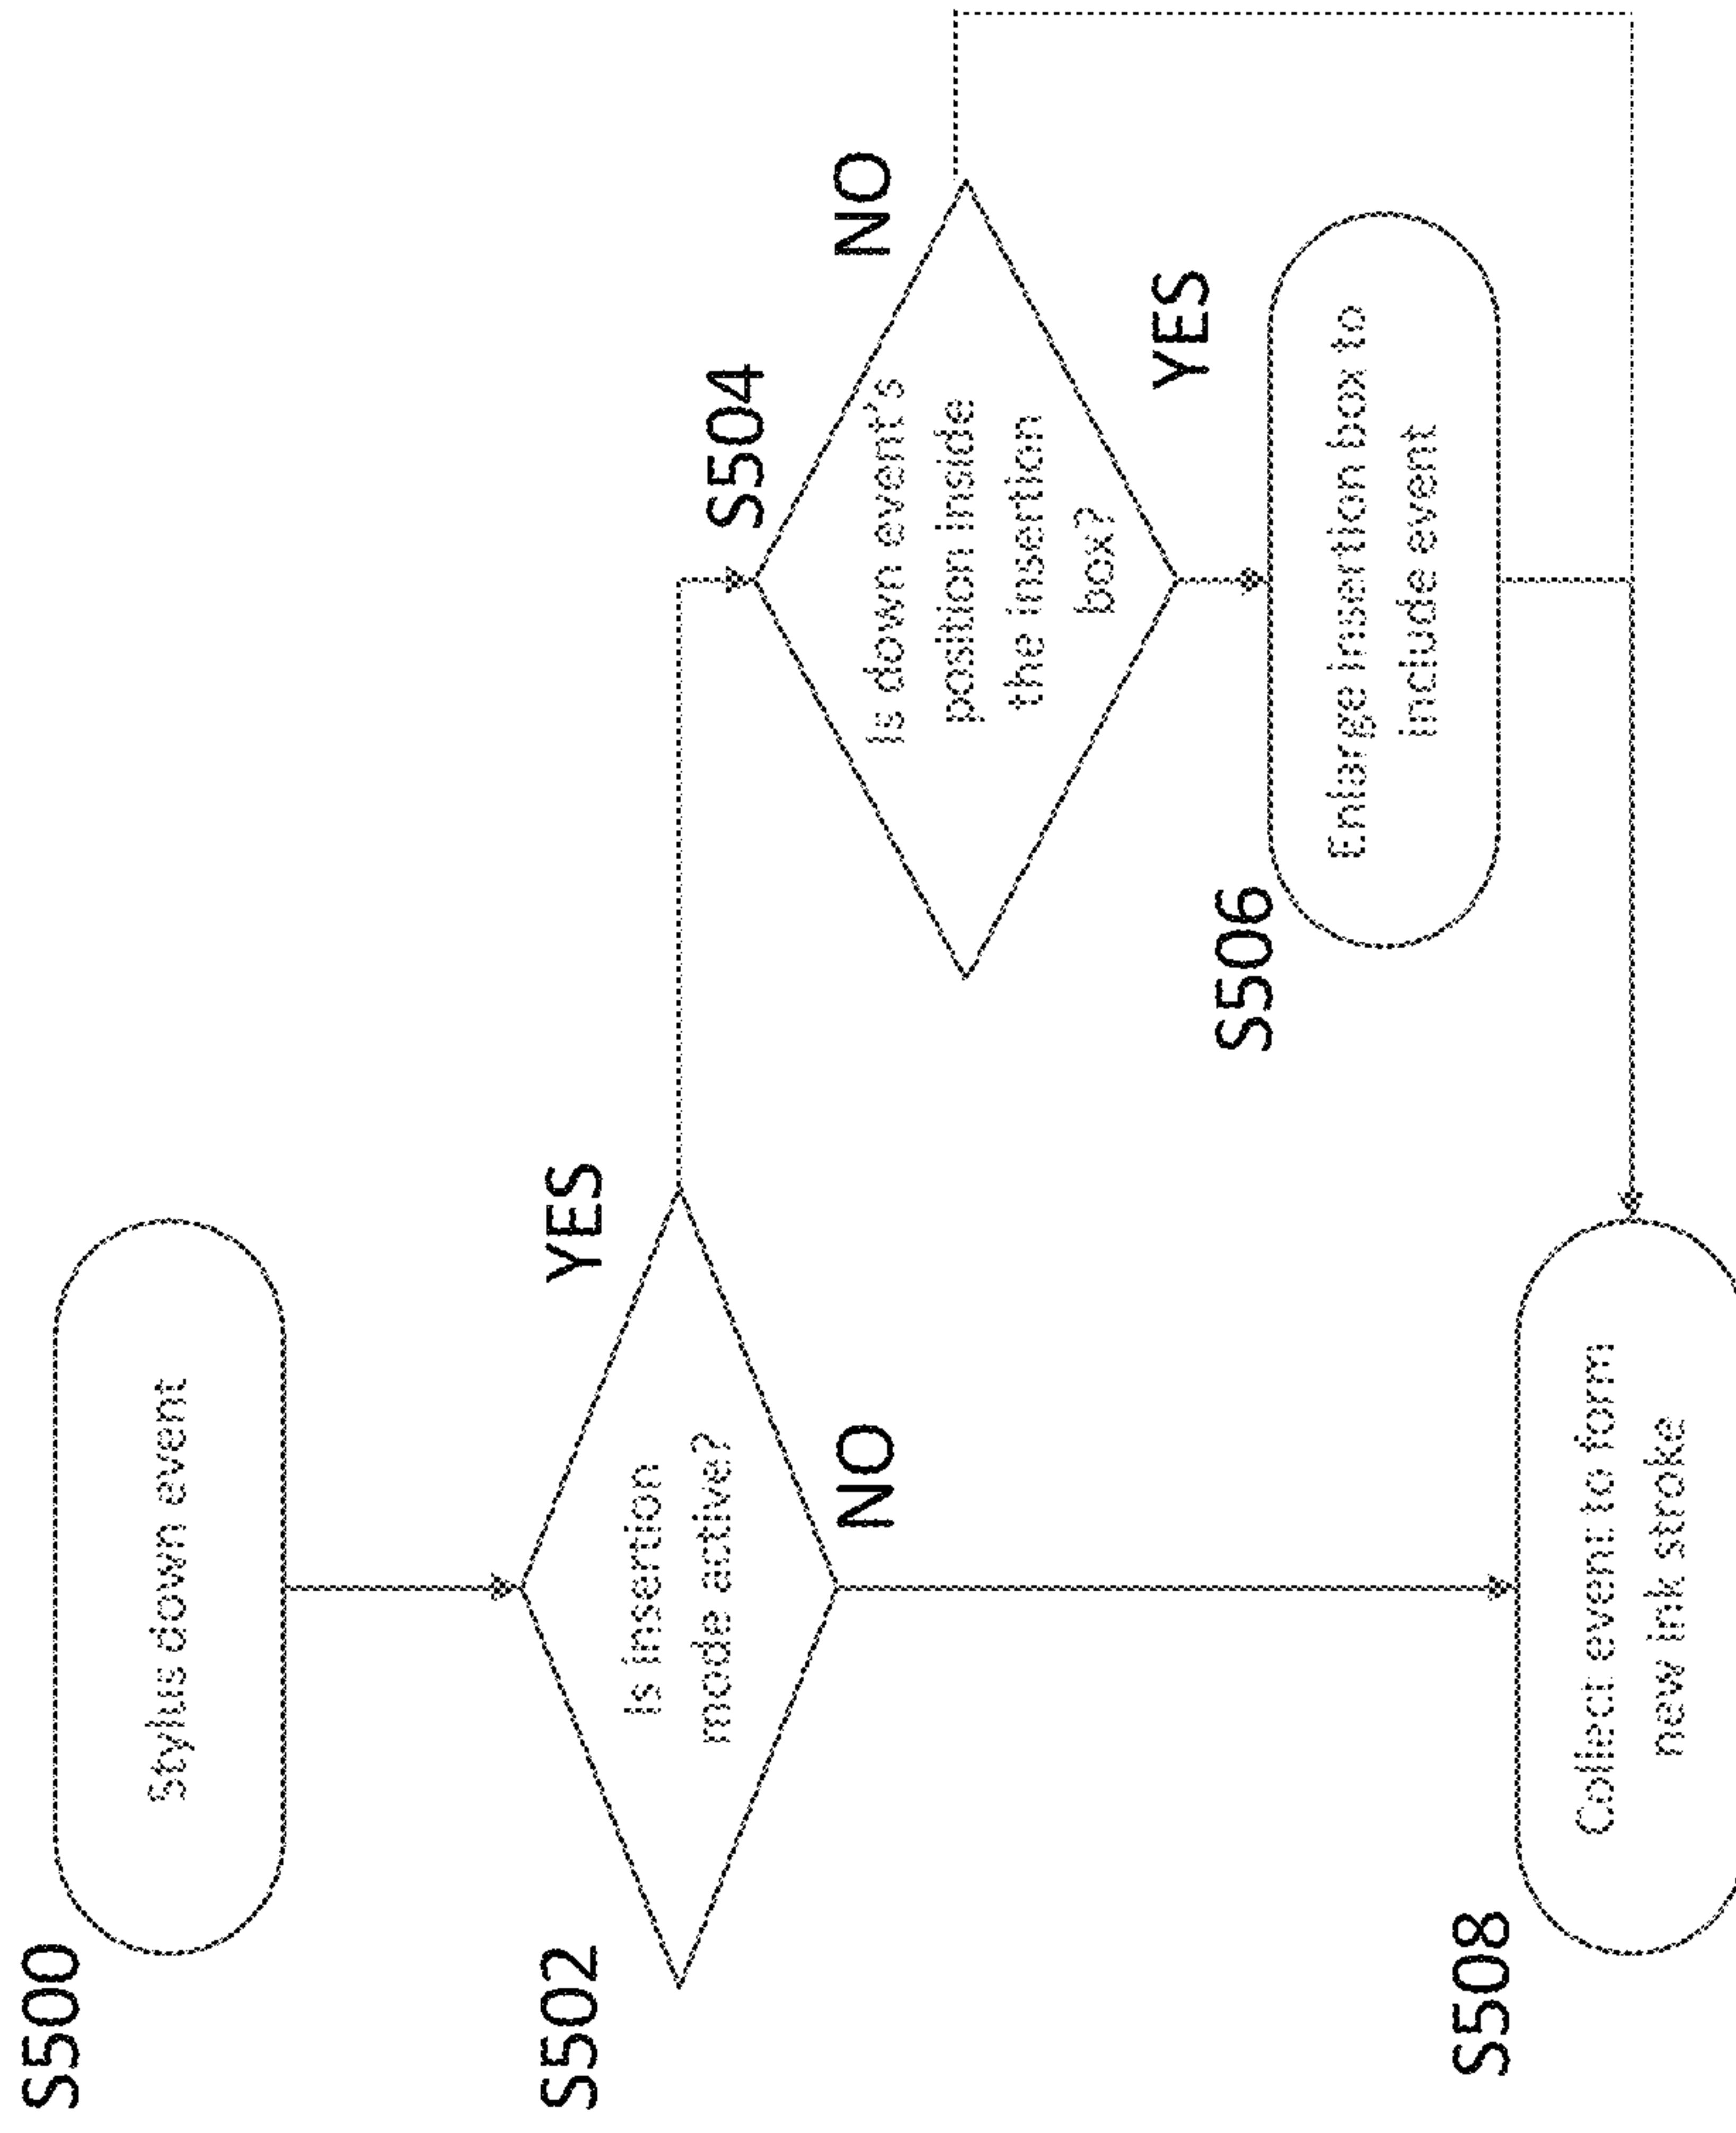 S500
Stylus down event
S502
Is insertion
mode active?
YES
NO
S504
Is down event's
position inside
the insertion
box?
NO
YES
S506
Enlarge insertion box to
include event
S508
Collect event to form
new ink stroke